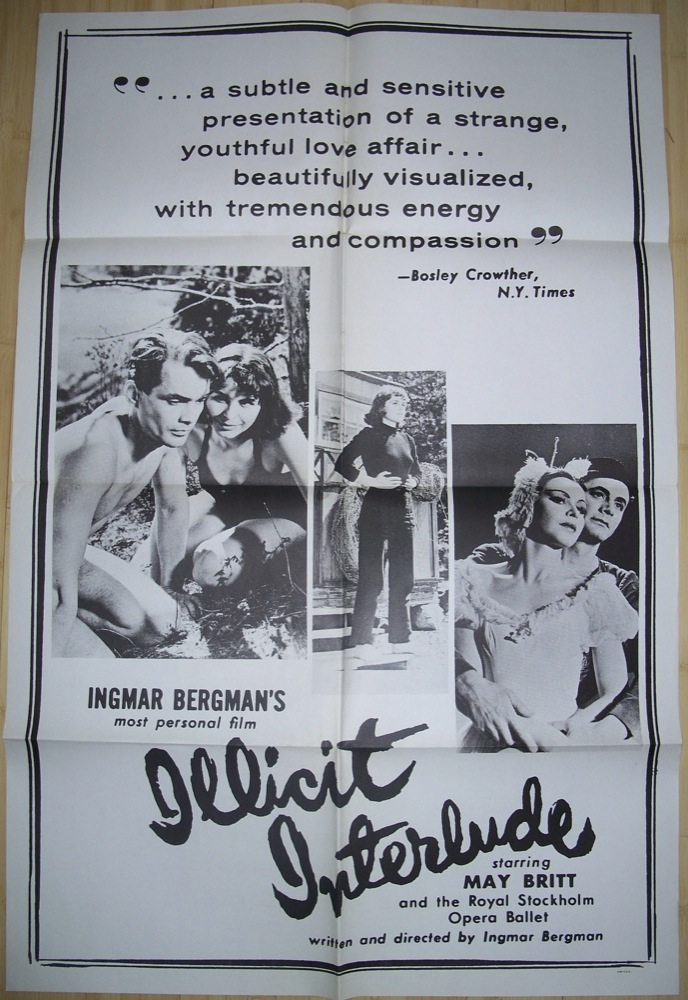 “...a subtle and sensitive
presentation of a strange,
youthful love affair...
beautifully visualized,
with tremendous energy
and compassion”
—Bosley Crowther,
N.Y. Times
INGMAR BERGMAN'S
most personal film
Illicit
Interlude
starring
MAY BRITT
and the Royal Stockholm
Opera Ballet
written and directed by Ingmar Bergman